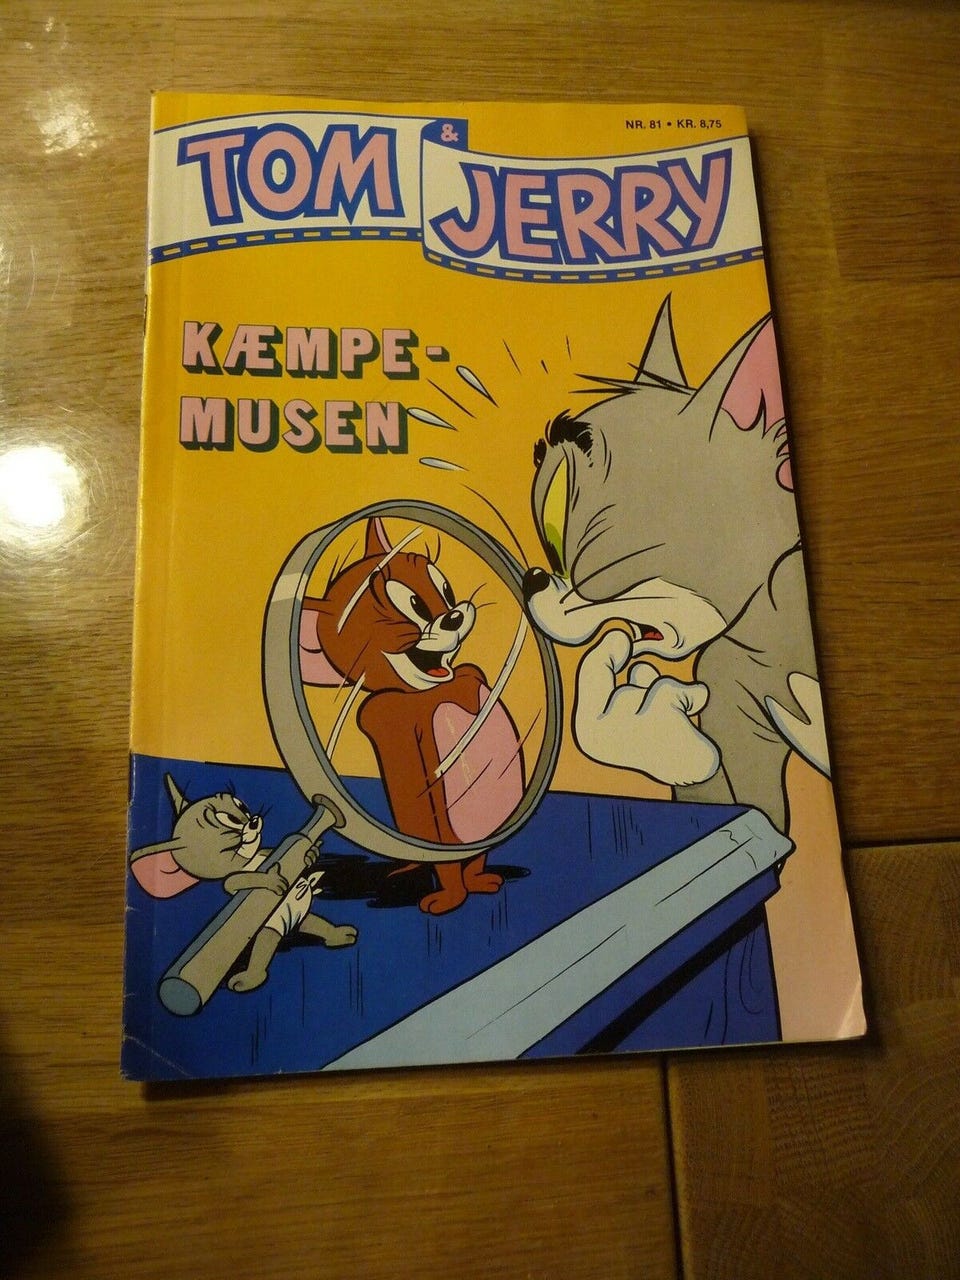 NR. 81 • KR. 8,75
TOM & JERRY
KÆMPE-
MUSEN